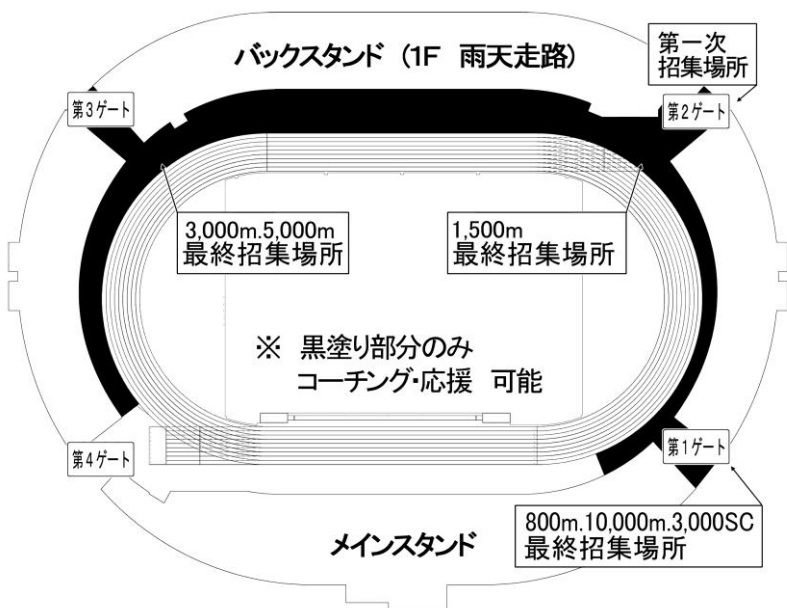 バックスタンド (1F 雨天走路)
第一次
招集場所
第3ゲート
第2ゲート
3,000m.5,000m
最終招集場所
1,500m
最終招集場所
※ 黒塗り部分のみ
コーチング・応援 可能
第4ゲート
第1ゲート
800m.10,000m.3,000SC
最終招集場所
メインスタンド